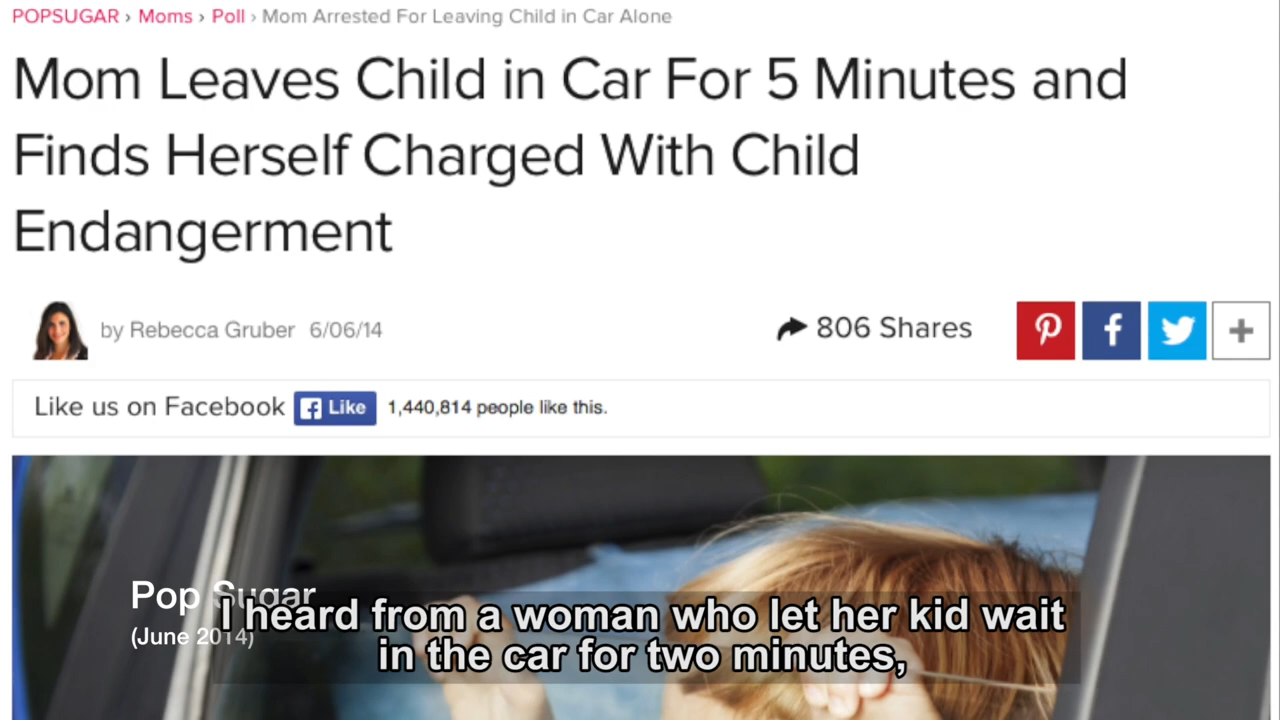 POPSUGAR › Moms › Poll › Mom Arrested For Leaving Child in Car Alone
Mom Leaves Child in Car For 5 Minutes and
Finds Herself Charged With Child
Endangerment
by Rebecca Gruber 6/06/14
806 Shares
Like us on Facebook Like 1,440,814 people like this.
Pop Sugar
(June 2014)
I heard from a woman who let her kid wait
in the car for two minutes,